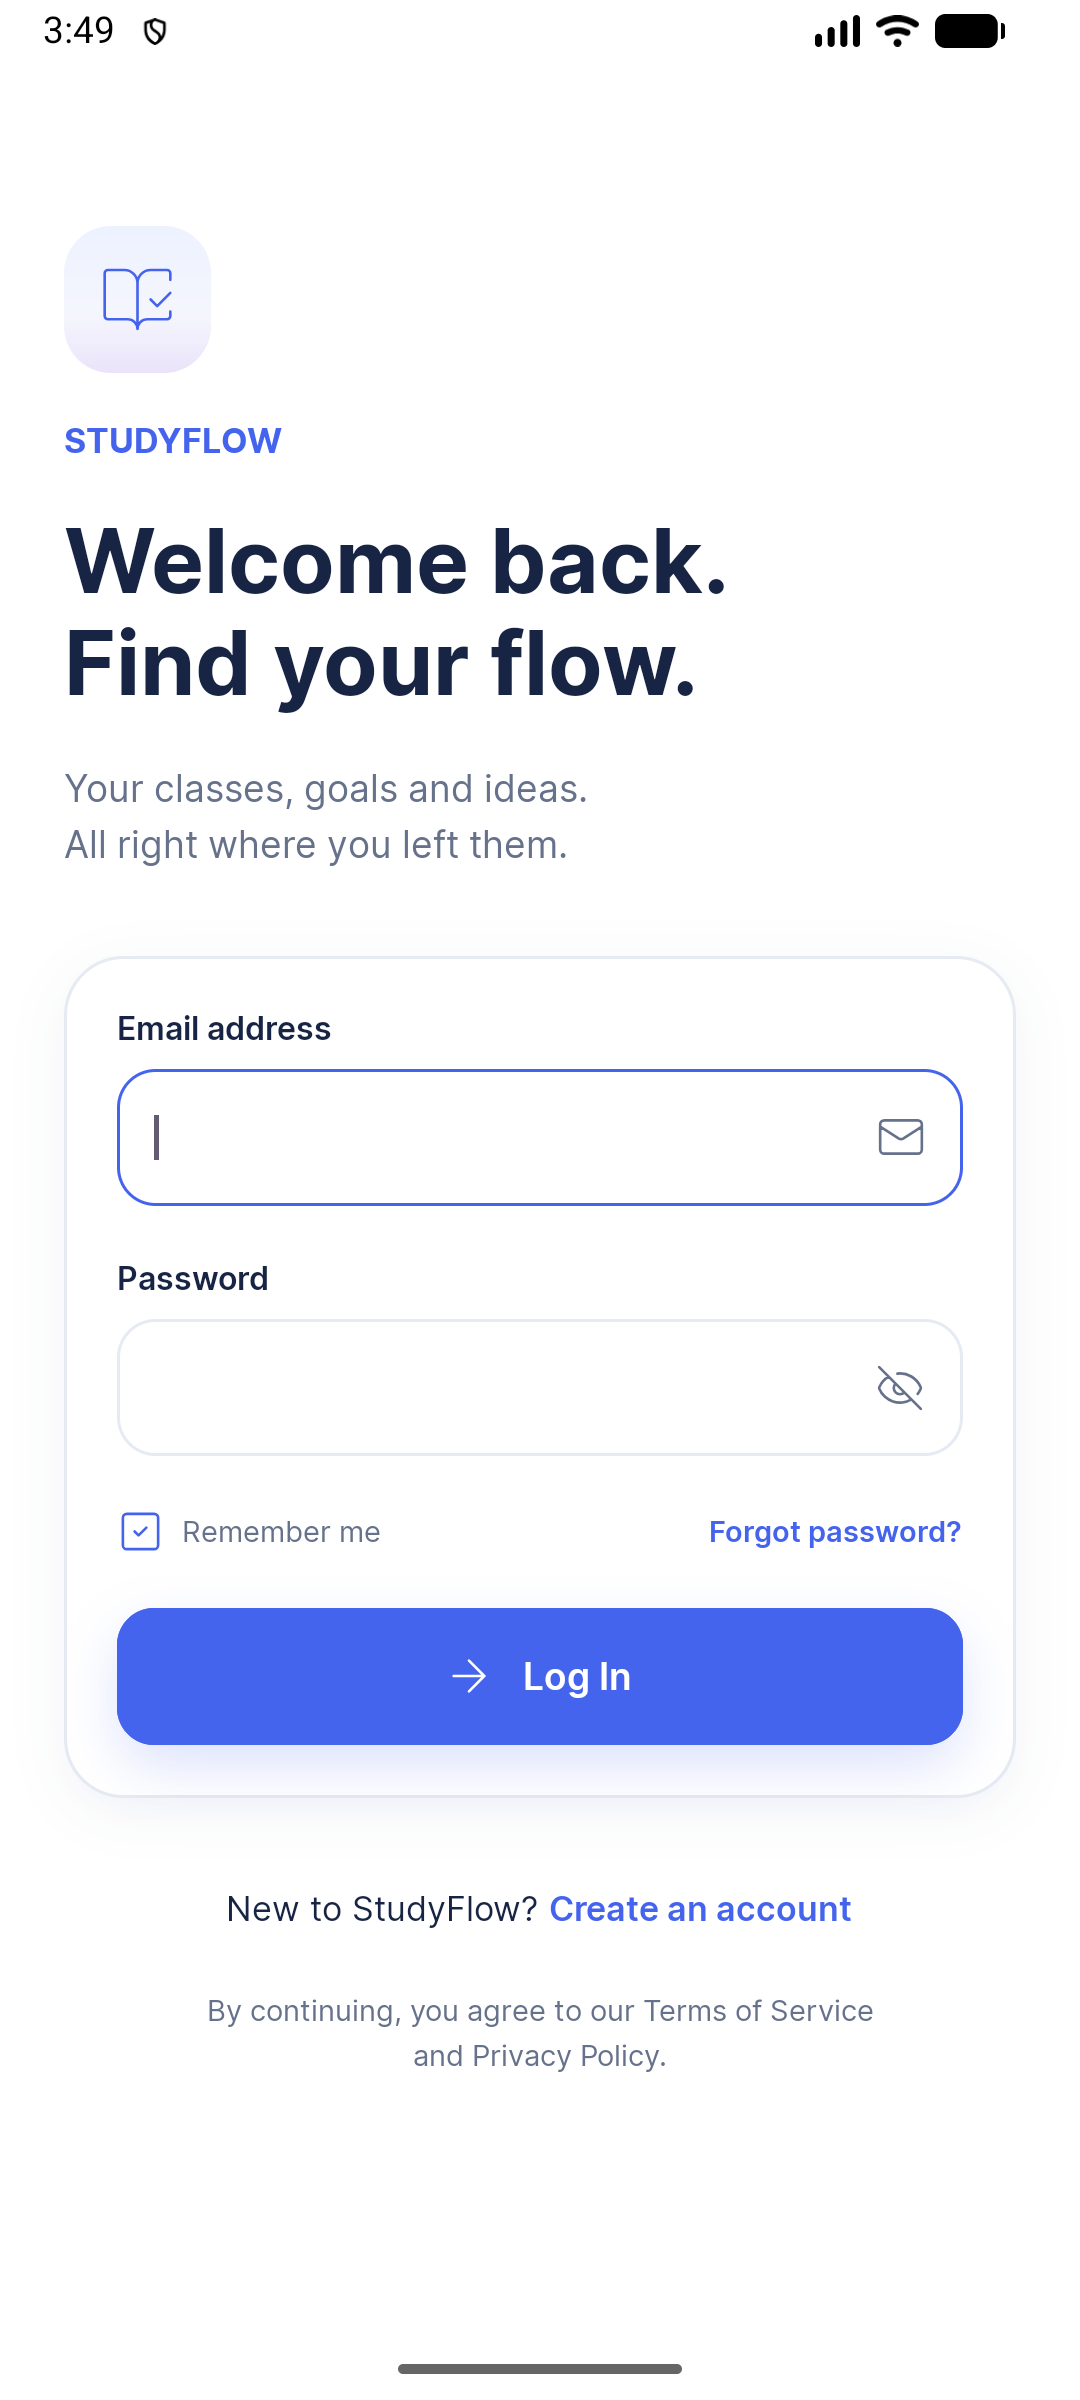 3:49
STUDYFLOW
Welcome back.
Find your flow.
Your classes, goals and ideas.
All right where you left them.
Email address
Password
Remember me
Forgot password?
Log In
New to StudyFlow? Create an account
By continuing, you agree to our Terms of Service
and Privacy Policy.